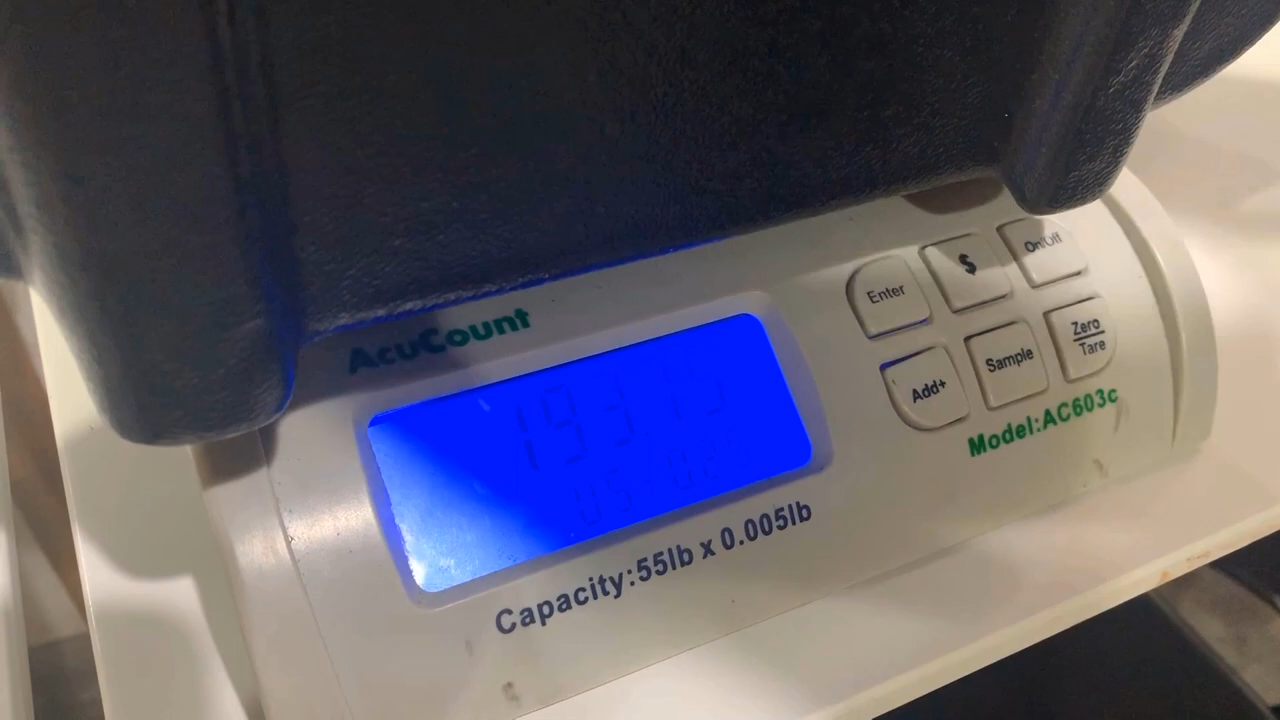 AcuCount
Enter
$
On/Off
Add+
Sample
Zero
Tare
Model:AC603c
Capacity:55lb x 0.005lb